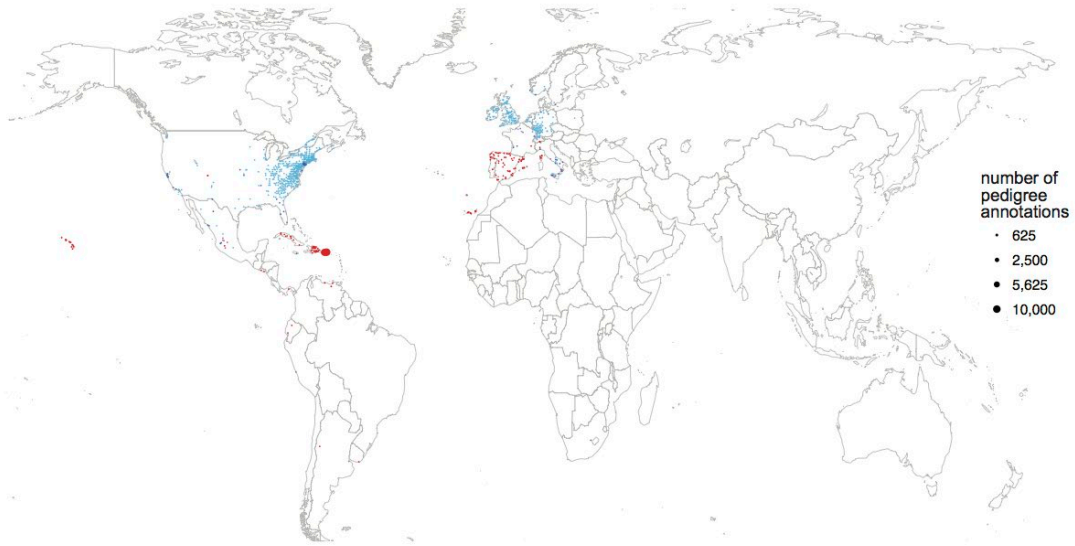 number of
pedigree
annotations
625
2,500
5,625
10,000